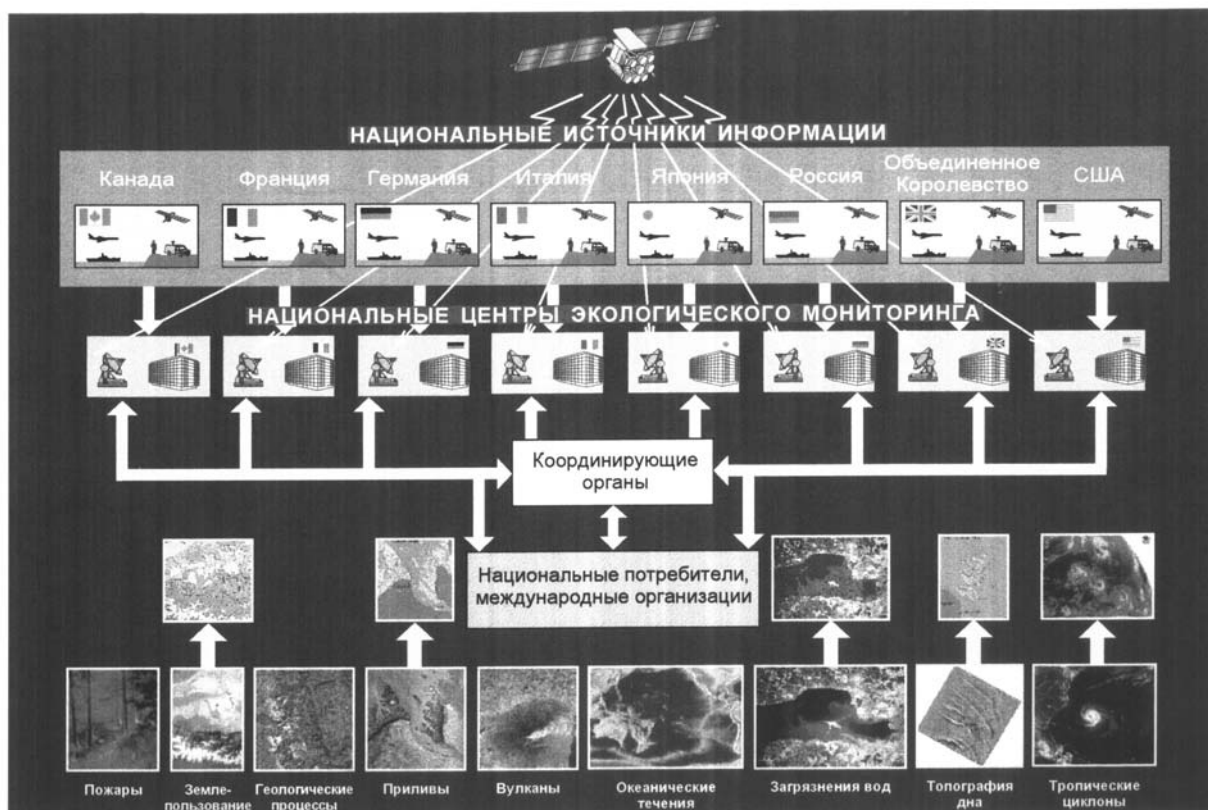 НАЦИОНАЛЬНЫЕ ИСТОЧНИКИ ИНФОРМАЦИИ
Канада
Франция
Германия
Италия
Япония
Россия
Объединенное
Королевство
США
НАЦИОНАЛЬНЫЕ ЦЕНТРЫ ЭКОЛОГИЧЕСКОГО МОНИТОРИНГА
Координирующие
органы
Национальные потребители,
международные организации
Пожары
Земле-
пользование
Геологические
процессы
Приливы
Вулканы
Океанические
течения
Загрязнения вод
Топография
дна
Тропические
циклоны